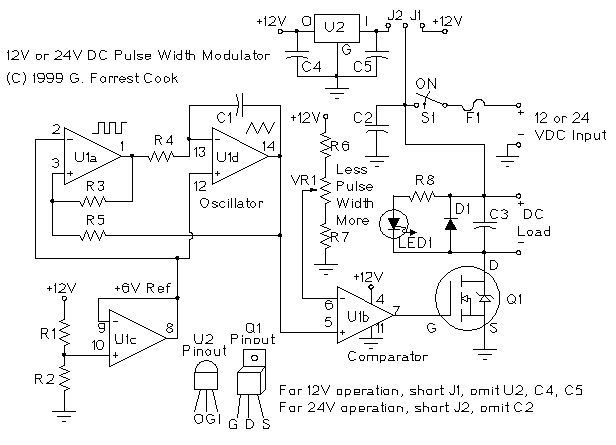 12V or 24V DC Pulse Width Modulator
(C) 1999 G. Forrest Cook
+12V
O
U2
I
G
J2
J1
+12V
C4
C5
ON
S1
F1
+
12 or 24
VDC Input
-
C2
C1
2
-
1
U1a
3
+
R4
13
-
14
U1d
12
+
Oscillator
R3
R5
+12V
R6
VR1
Less
Pulse
Width
More
R7
R8
D1
C3
LED1
+
DC
Load
-
+12V
+6V Ref
9
-
8
U1c
10
+
R1
R2
+12V
4
6
-
7
U1b
5
+
11
Comparator
D
Q1
G
S
U2
Pinout
OGI
Q1
Pinout
G D S
For 12V operation, short J1, omit U2, C4, C5
For 24V operation, short J2, omit C2